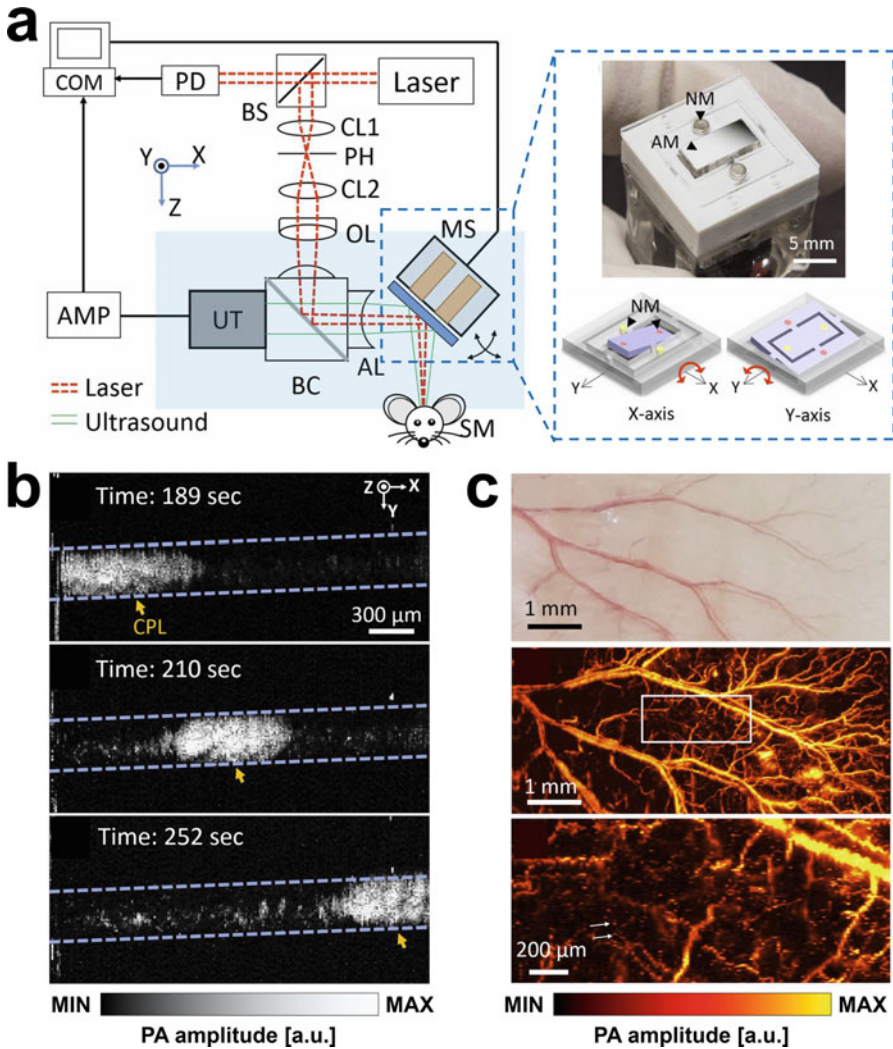 a
COM
PD
BS
Laser
CL1
PH
CL2
OL
Y X
Z
MS
AMP
UT
BC
AL
SM
Laser
Ultrasound
NM
AM
5 mm
NM
Y X
X-axis
Y X
Y-axis
b
Time: 189 sec
Z X
Y
CPL
300 μm
Time: 210 sec
Time: 252 sec
MIN MAX
PA amplitude [a.u.]
c
1 mm
1 mm
200 μm
MIN MAX
PA amplitude [a.u.]